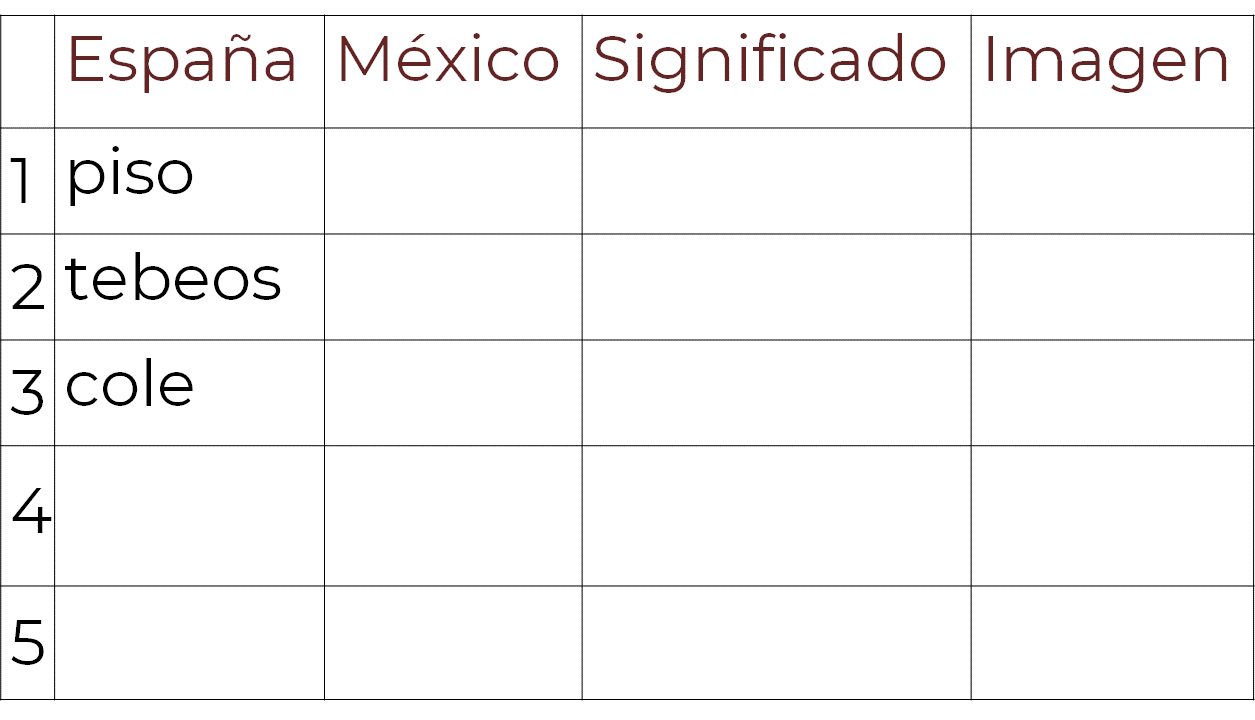 España México Significado Imagen
1 piso
2 tebeos
3 cole
4
5